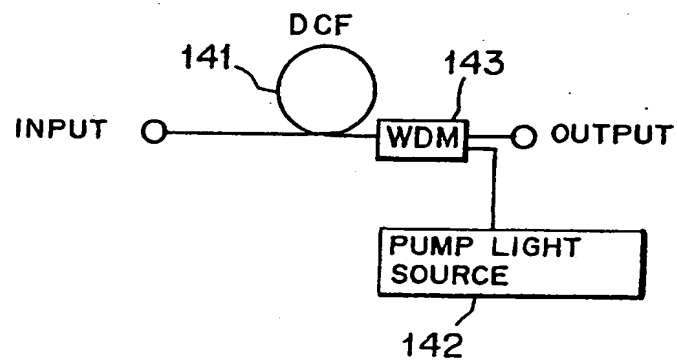 DCF
141
143
INPUT
WDM
OUTPUT
PUMP LIGHT
SOURCE
142